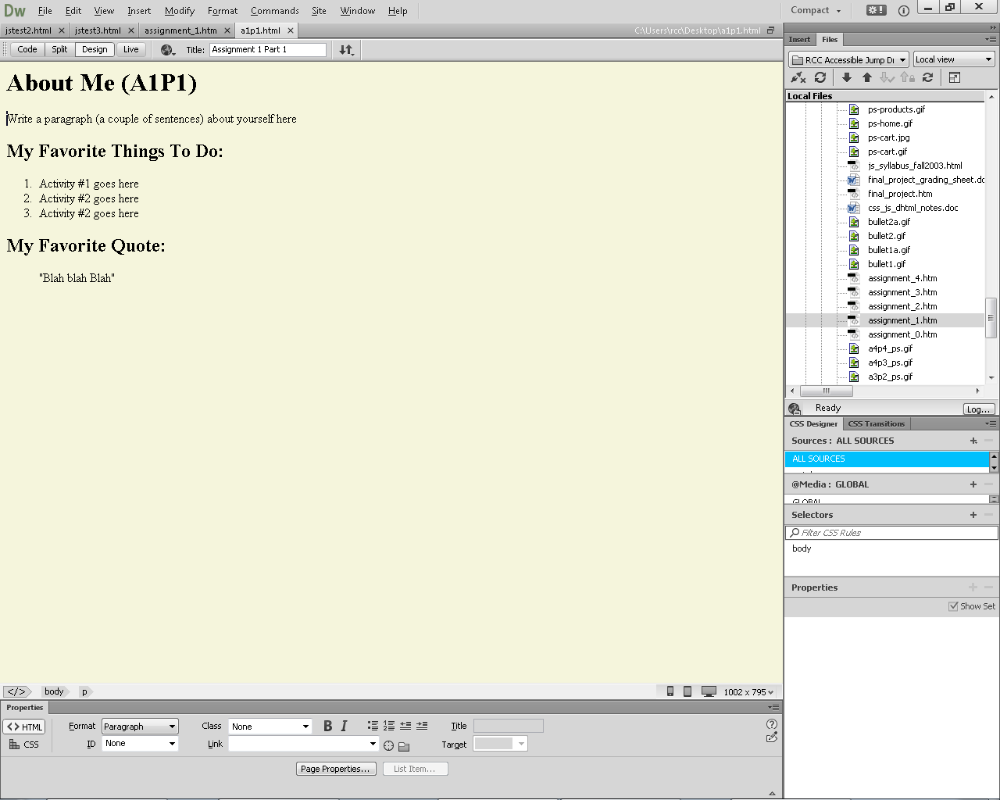 Dw File Edit View Insert Modify Format Commands Site Window Help Compact
jstest2.html jstest3.html assignment_1.htm a1p1.html C:\Users\rcc\Desktop\a1p1.html
Code Split Design Live Title: Assignment 1 Part 1
About Me (A1P1)
Write a paragraph (a couple of sentences) about yourself here
My Favorite Things To Do:
1. Activity #1 goes here
2. Activity #2 goes here
3. Activity #2 goes here
My Favorite Quote:
"Blah blah Blah"
</> body p 1002 x 795
Properties
<> HTML Format Paragraph Class None B I Title
CSS ID None Link Target
Page Properties... List Item...
Insert Files
RCC Accessible Jump Dr Local view
Local Files
ps-products.gif
ps-home.gif
ps-cart.jpg
ps-cart.gif
js_syllabus_fall2003.html
final_project_grading_sheet.do
final_project.htm
css_js_dhtml_notes.doc
bullet2a.gif
bullet2.gif
bullet1a.gif
bullet1.gif
assignment_4.htm
assignment_3.htm
assignment_2.htm
assignment_1.htm
assignment_0.htm
a4p4_ps.gif
a4p3_ps.gif
a3p2_ps.gif
Ready Log...
CSS Designer CSS Transitions
Sources : ALL SOURCES
ALL SOURCES
@Media : GLOBAL
GLOBAL
Selectors
Filter CSS Rules
body
Properties
Show Set